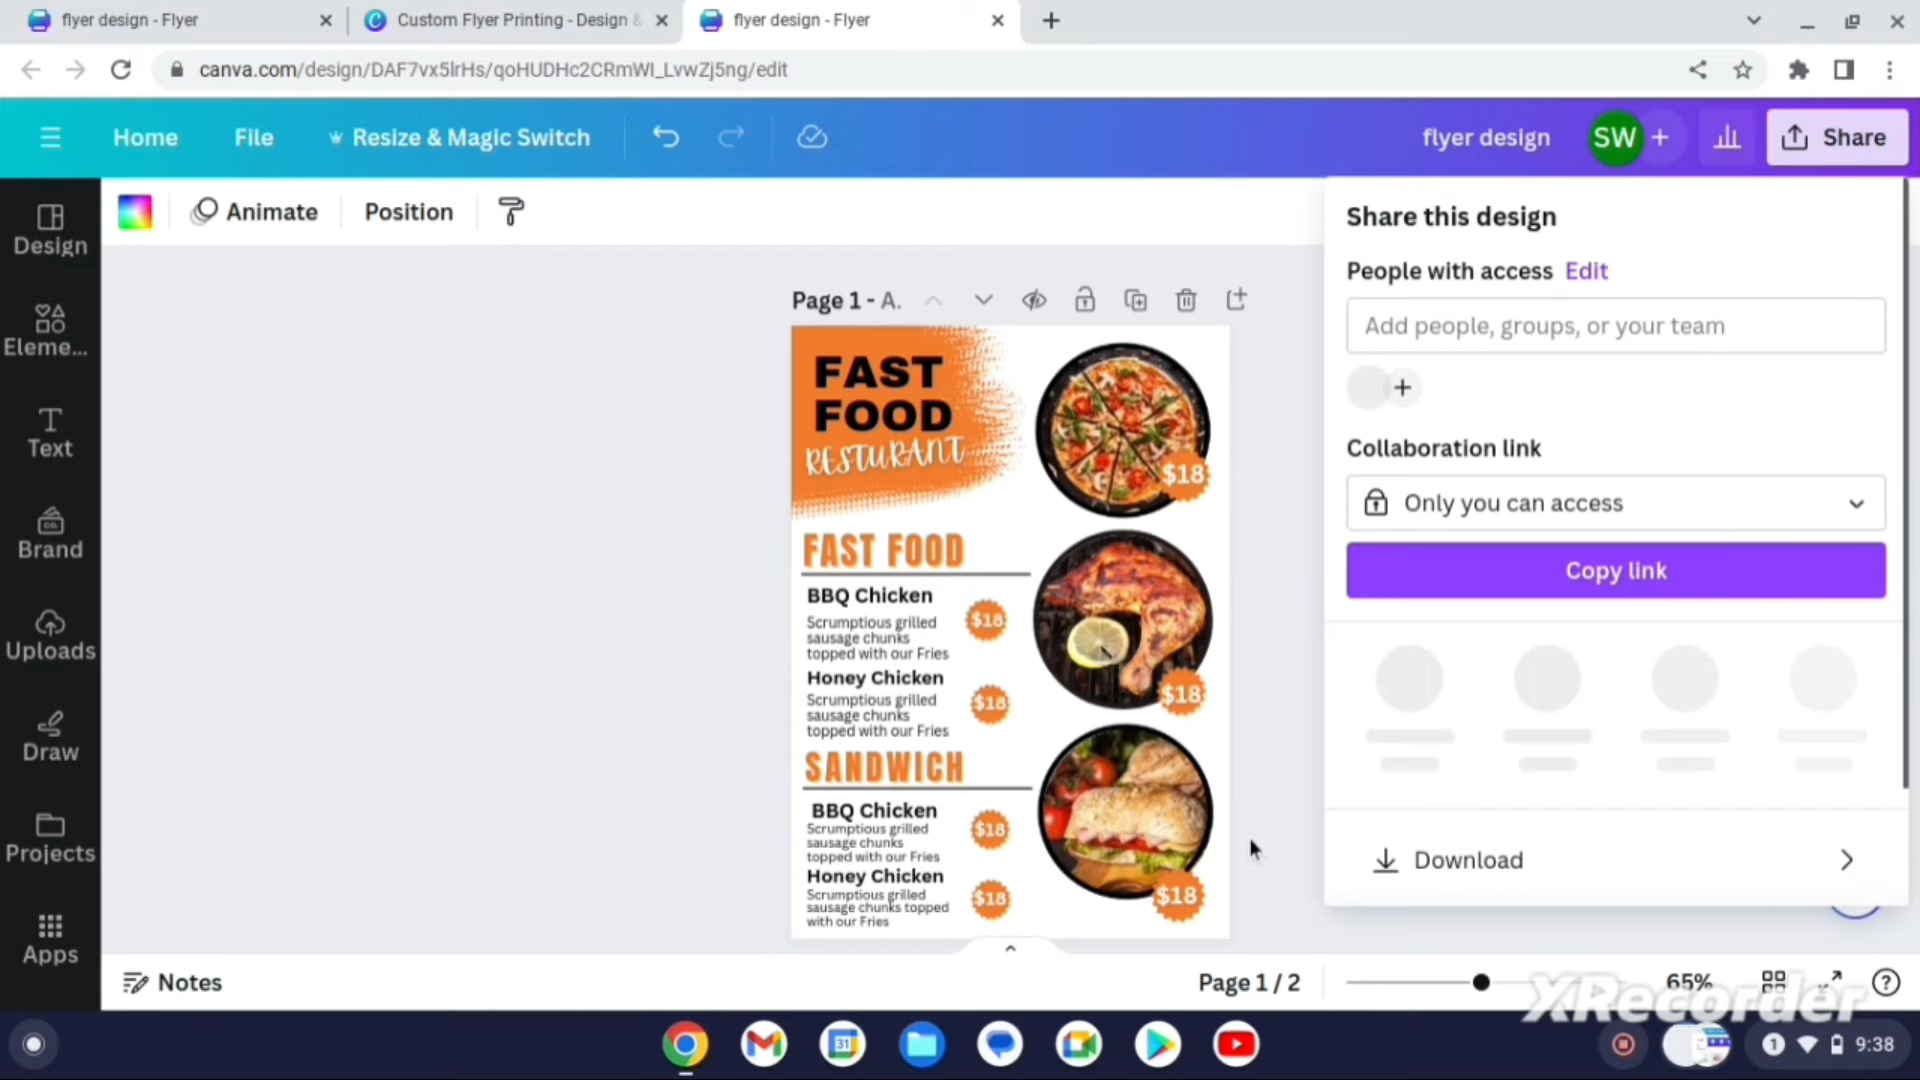 flyer design - Flyer
Custom Flyer Printing - Design &
flyer design - Flyer
canva.com/design/DAF7vx5lrHs/qoHUDHc2CRmWI_LvwZj5ng/edit
Home
File
Resize & Magic Switch
flyer design
SW
+
Share
Design
Eleme...
Text
Brand
Uploads
Draw
Projects
Apps
Animate
Position
Page 1 - A.
FAST
FOOD
RESTURANT
$18
FAST FOOD
BBQ Chicken
Scrumptious grilled
sausage chunks
topped with our Fries
$18
Honey Chicken
Scrumptious grilled
sausage chunks
topped with our Fries
$18
$18
SANDWICH
BBQ Chicken
Scrumptious grilled
sausage chunks
topped with our Fries
$18
Honey Chicken
Scrumptious grilled
sausage chunks topped
with our Fries
$18
$18
Share this design
People with access Edit
Add people, groups, or your team
+
Collaboration link
Only you can access
Copy link
Download
Notes
Page 1 / 2
65%
XRecorder
CO.
31
1
9:38